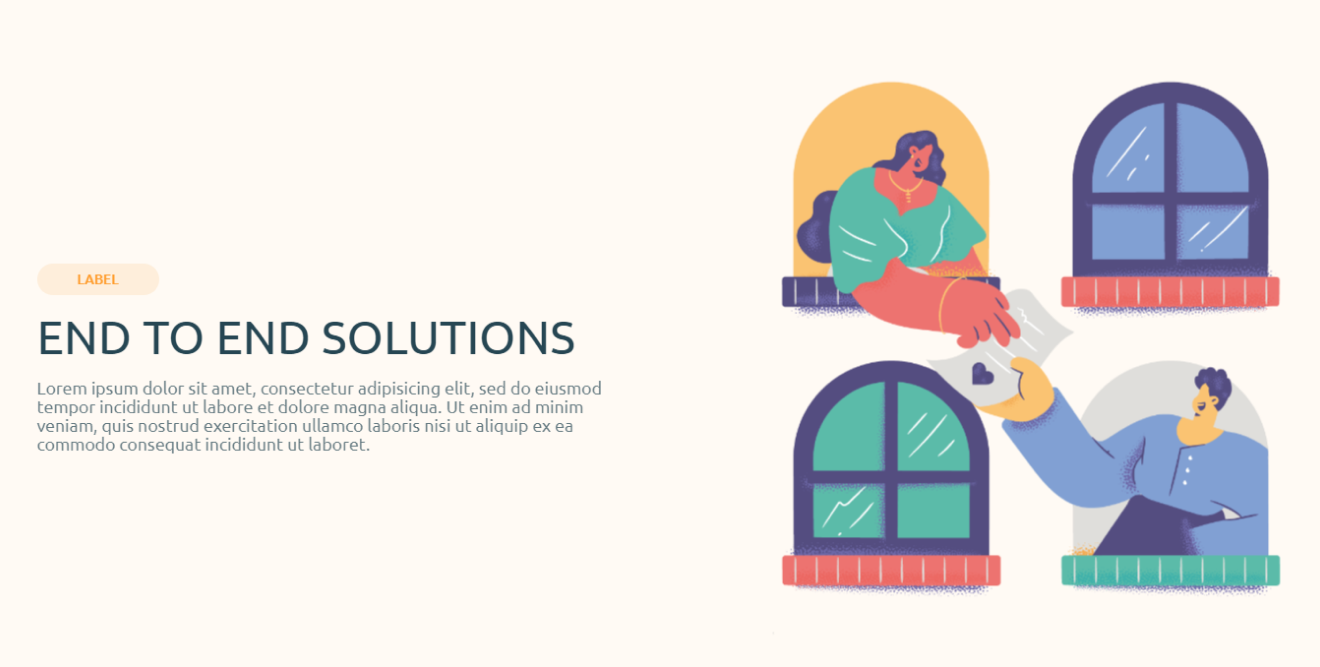 LABEL
END TO END SOLUTIONS
Lorem ipsum dolor sit amet, consectetur adipisicing elit, sed do eiusmod
tempor incididunt ut labore et dolore magna aliqua. Ut enim ad minim
veniam, quis nostrud exercitation ullamco laboris nisi ut aliquip ex ea
commodo consequat incididunt ut laboret.